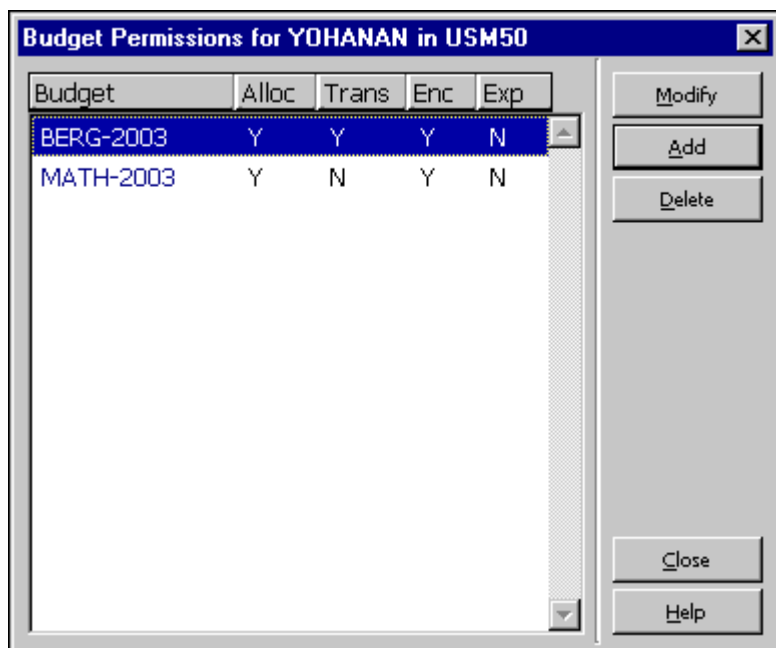 Budget Permissions for YOHANAN in USM50
Budget Alloc Trans Enc Exp
BERG-2003 Y Y Y N
MATH-2003 Y N Y N
Modify
Add
Delete
Close
Help